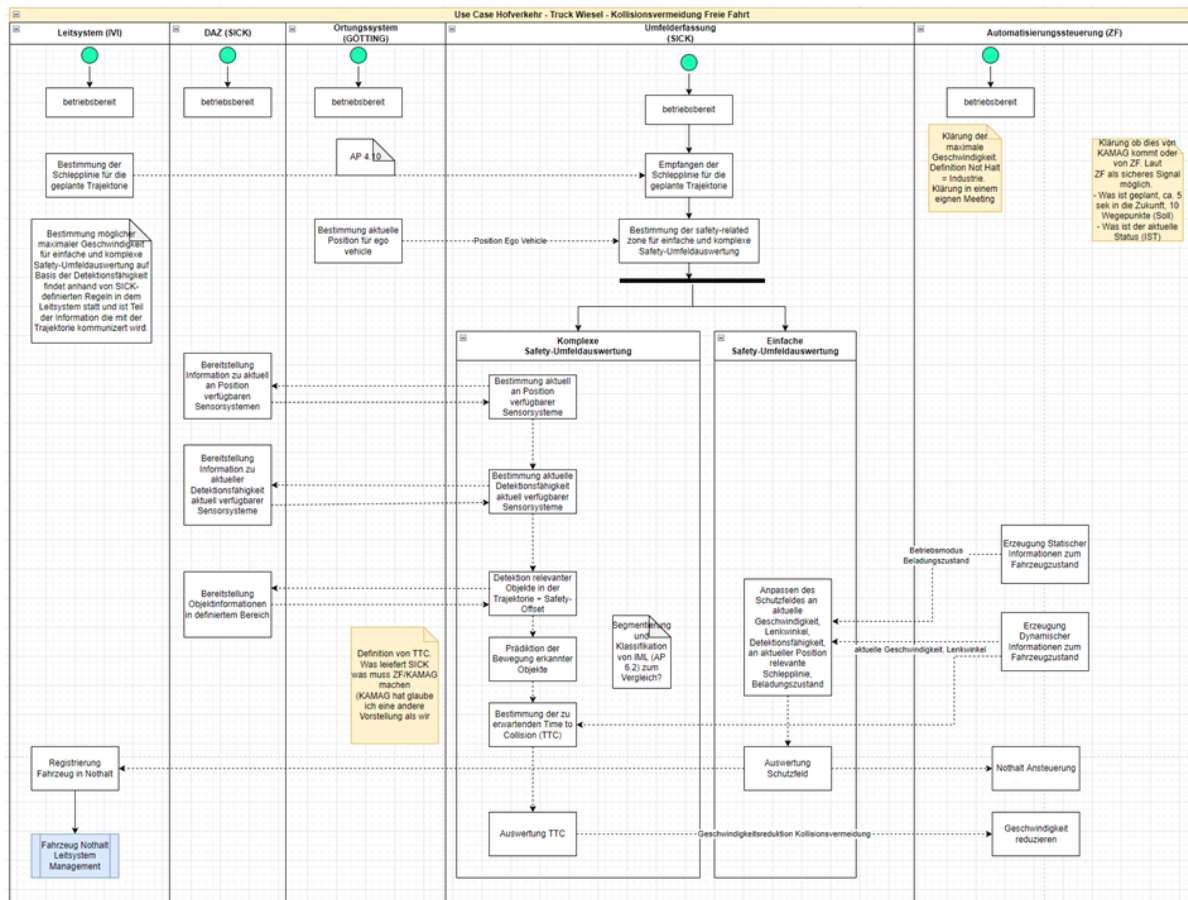 Use Case Hofverkehr - Truck Wiesel - Kollisionsvermeidung Freie Fahrt
Leitsystem (IVI)
DAZ (SICK)
Ortungssystem
(GÖTTING)
Umfelderfassung
(SICK)
Automatisierungssteuerung (ZF)
betriebsbereit
betriebsbereit
betriebsbereit
betriebsbereit
betriebsbereit
Klärung der
maximale
Geschwindigkeit.
Definition Not Halt
= Industrie.
Klärung in einem
eignen Meeting
Klärung ob dies von
KAMAG kommt oder
von ZF. Laut
ZF als sicheres Signal
möglich.
- Was ist geplant, ca. 5
sek in die Zukunft, 10
Wegepunkte (Soll)
- Was ist der aktuelle
Status (IST)
AP 4.10
Bestimmung der
Schlepplinie für die
geplante Trajektorie
Empfangen der
Schlepplinie für die
geplante Trajektorie
Bestimmung möglicher
maximaler Geschwindigkeit
für einfache und komplexe
Safety-Umfeldauswertung auf
Basis der Detektionsfähigkeit
findet anhand von SICK-
definierten Regeln in dem
Leitsystem statt und ist Teil
der Information die mit der
Trajektorie kommunizert wird.
Bestimmung aktuelle
Position für ego
vehicle
Position Ego Vehicle
Bestimmung der safety-related
zone für einfache und komplexe
Safety-Umfeldauswertung
Komplexe
Safety-Umfeldauswertung
Einfache
Safety-Umfeldauswertung
Bereitstellung
Information zu aktuell
an Position
verfügbaren
Sensorsystemen
Bestimmung aktuell
an Position
verfügbarer
Sensorsysteme
Bereitstellung
Information zu
aktueller
Detektionsfähigkeit
aktuell verfügbarer
Sensorsysteme
Bestimmung aktuelle
Detektionsfähigkeit
aktuell verfügbarer
Sensorsysteme
Betriebsmodus
Beladungszustand
Erzeugung Statischer
Informationen zum
Fahrzeugzustand
Bereitstellung
Objektinformationen
in definiertem Bereich
Detektion relevanter
Objekte in der
Trajektorie + Safety-
Offset
Anpassen des
Schutzfeldes an
aktuelle
Geschwindigkeit,
Lenkwinkel,
Detektionsfähigkeit,
an aktueller Position
relevante
Schlepplinie,
Beladungszustand
aktuelle Geschwindigkeit, Lenkwinkel
Erzeugung
Dynamischer
Informationen zum
Fahrzeugzustand
Definition von TTC.
Was leiefert SICK
was muss ZF/KAMAG
machen
(KAMAG hat glaube
ich eine andere
Vorstellung als wir
Prädiktion der
Bewegung erkannter
Objekte
Segmentierung
und
Klassifikation
von IML (AP
6.2) zum
Vergleich?
Bestimmung der zu
erwartenden Time to
Collision (TTC)
Registrierung
Fahrzeug in Nothalt
Auswertung
Schutzfeld
Nothalt Ansteuerung
Fahrzeug Nothalt
Leitsystem
Management
Auswertung TTC
Geschwindigkeitsreduktion Kollisionsvermeidung
Geschwindigkeit
reduzieren